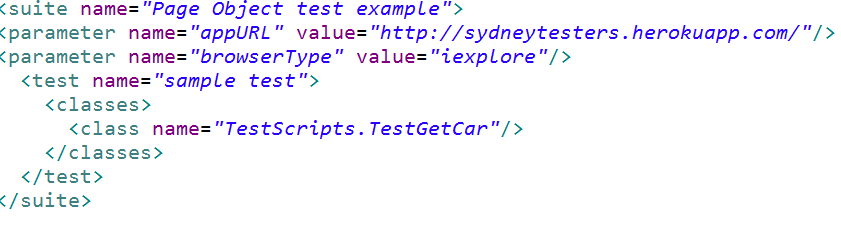 <suite name="Page Object test example">
<parameter name="appURL" value="http://sydneytesters.herokuapp.com/"/>
<parameter name="browserType" value="iexplore"/>
<test name="sample test">
<classes>
<class name="TestScripts.TestGetCar"/>
</classes>
</test>
</suite>